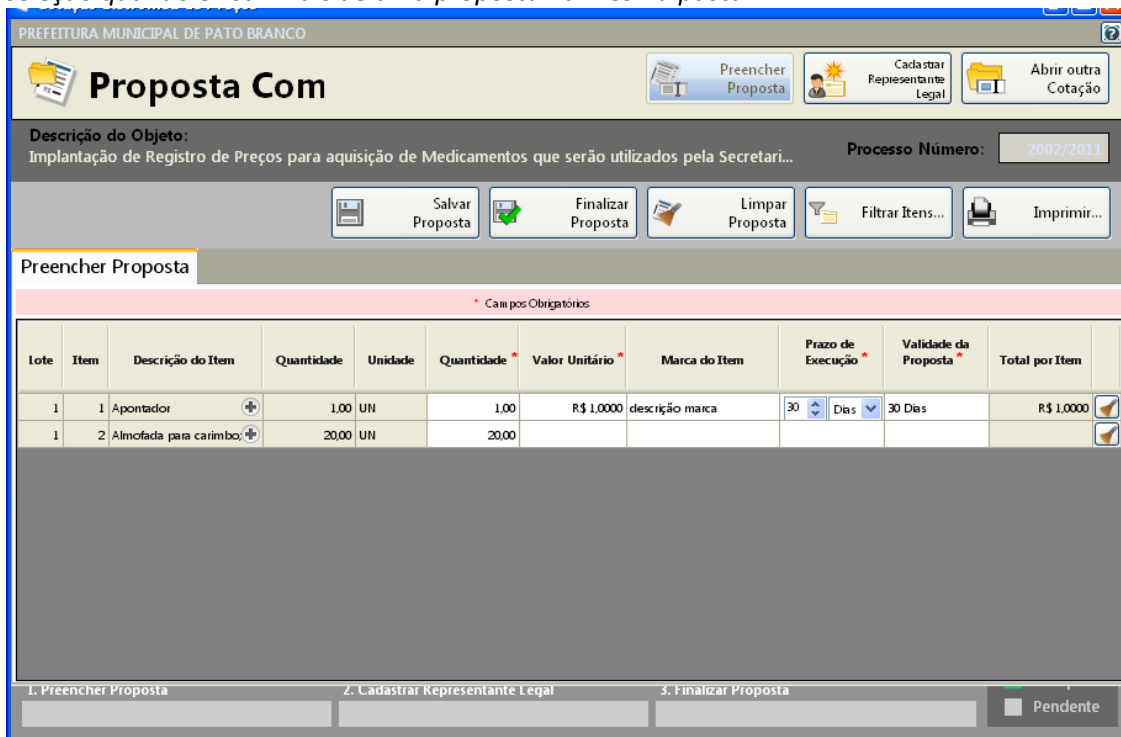 PREFEITURA MUNICIPAL DE PATO BRANCO
Proposta Com
Preencher Proposta
Cadastrar Representante Legal
Abrir outra Cotação
Descrição do Objeto:
Implantação de Registro de Preços para aquisição de Medicamentos que serão utilizados pela Secretari...
Processo Número: 2002/2011
Salvar Proposta
Finalizar Proposta
Limpar Proposta
Filtrar Itens...
Imprimir...
Preencher Proposta
* Campos Obrigatórios
Lote Item Descrição do Item Quantidade Unidade Quantidade * Valor Unitário * Marca do Item Prazo de Execução * Validade da Proposta * Total por Item
1 1 Apontador 1,00 UN 1,00 R$ 1,0000 descrição marca 30 Dias 30 Dias R$ 1,0000
1 2 Almofada para carimbo; 20,00 UN 20,00
1. Preencher Proposta 2. Cadastrar Representante Legal 3. Finalizar Proposta
Pendente